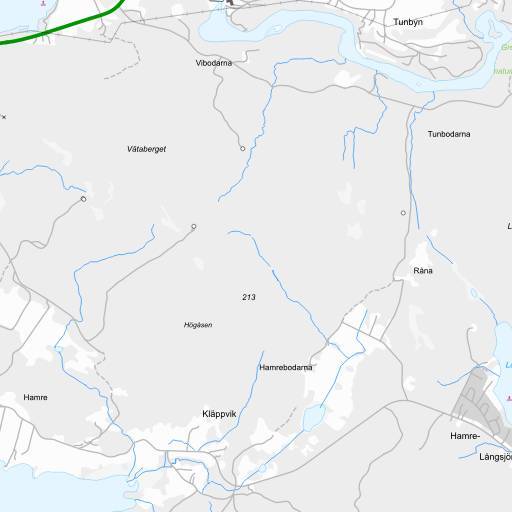 Tunbyn
Vibodarna
Tunbodarna
Våtaberget
Råna
213
Högåsen
Hamrebodarna
Hamre
Kläppvik
Hamre-
Långsjön